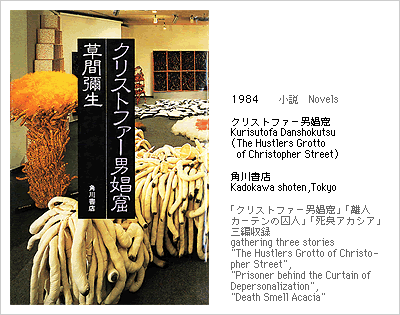 クリストファー男娼窟
草間彌生
角川書店
1984 小説 Novels
クリストファー男娼窟
Kurisutofa Danshokutsu
(The Hustlers Grotto
of Christopher Street)
角川書店
Kadokawa shoten,Tokyo
「クリストファー男娼窟」「離人
カーテンの囚人」「死臭アカシア」
三編収録
gathering three stories
"The Hustlers Grotto of Christo-
pher Street",
"Prisoner behind the Curtain of
Depersonalization",
"Death Smell Acacia"